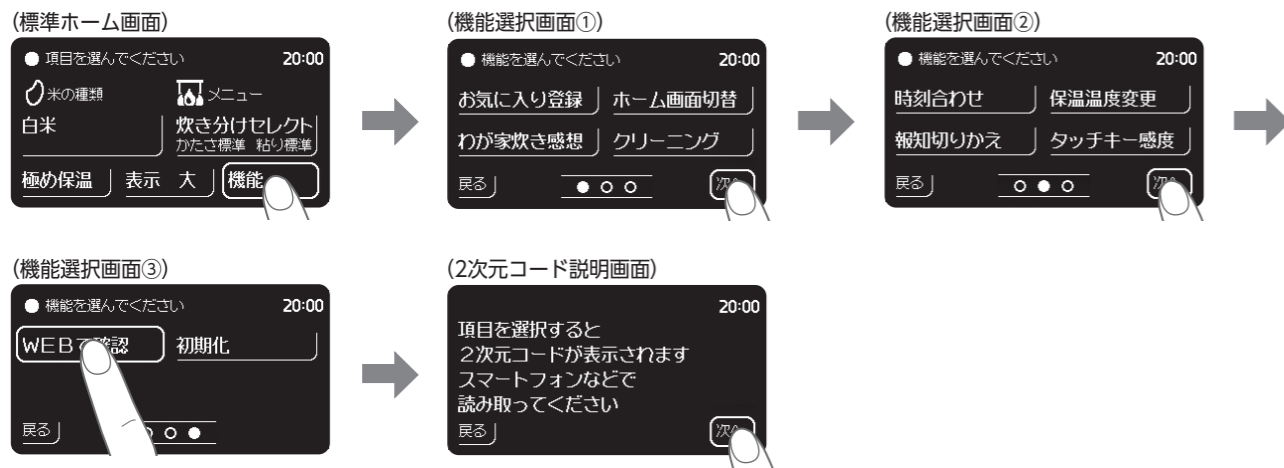 (標準ホーム画面)
● 項目を選んでください 20:00
米の種類 メニュー
白米 炊き分けセレクト
かたさ標準 粘り標準
極め保温 表示 大 機能
(機能選択画面①)
● 機能を選んでください 20:00
お気に入り登録 ホーム画面切替
わが家炊き感想 クリーニング
戻る ●○○ 次へ
(機能選択画面②)
● 機能を選んでください 20:00
時刻合わせ 保温温度変更
報知切りかえ タッチキー感度
戻る ○●○ 次へ
(機能選択画面③)
● 機能を選んでください 20:00
WEBで確認 初期化
戻る ○○●
(2次元コード説明画面)
20:00
項目を選択すると
2次元コードが表示されます
スマートフォンなどで
読み取ってください
戻る 次へ